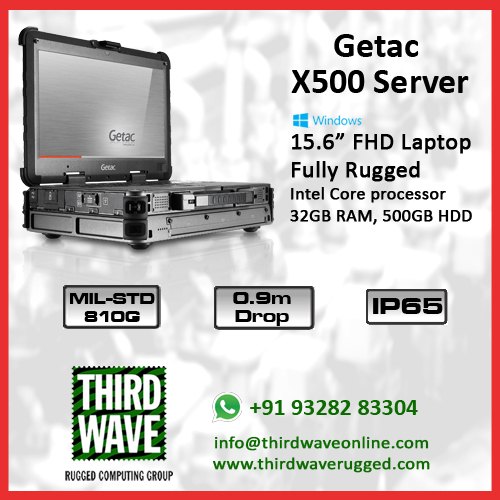 Getac
X500 Server
Windows
15.6” FHD Laptop
Fully Rugged
Intel Core processor
32GB RAM, 500GB HDD
Getac
Getac
MIL-STD
810G
0.9m
Drop
IP65
THIRD
WAVE
RUGGED COMPUTING GROUP
+91 93282 83304
info@thirdwaveonline.com
www.thirdwaverugged.com